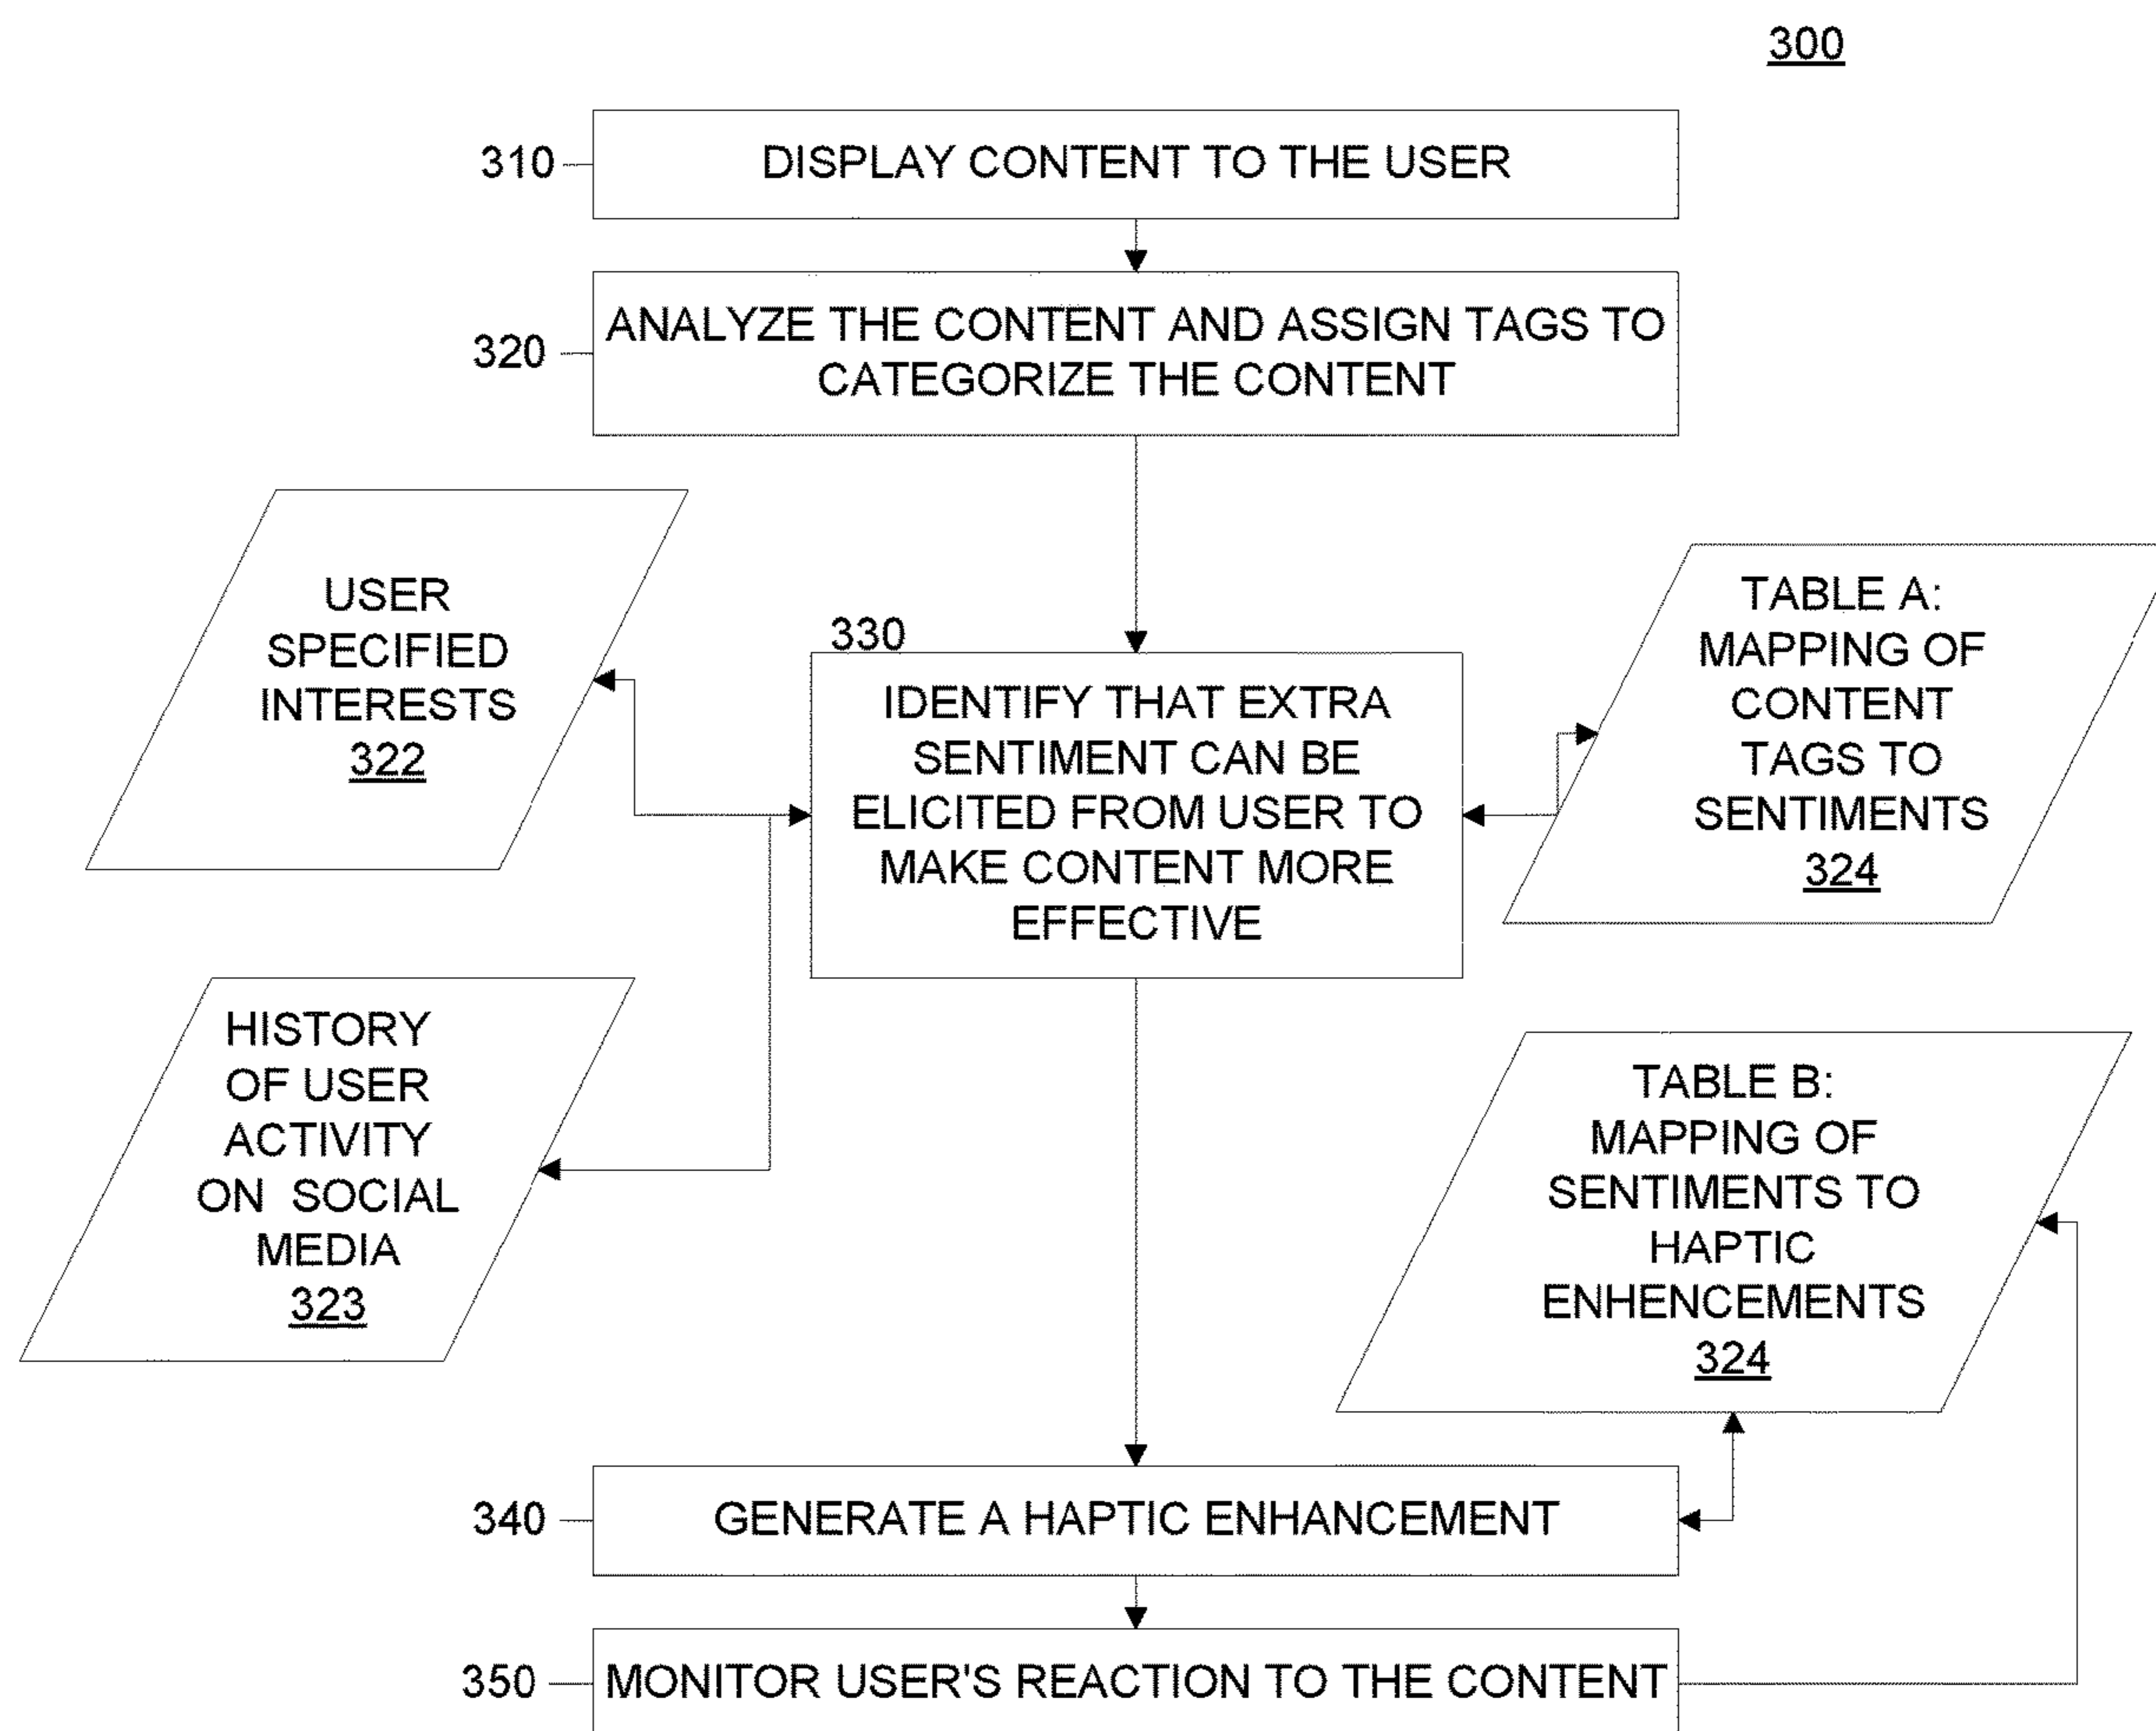 300
310
DISPLAY CONTENT TO THE USER
320
ANALYZE THE CONTENT AND ASSIGN TAGS TO
CATEGORIZE THE CONTENT
USER
SPECIFIED
INTERESTS
322
330
IDENTIFY THAT EXTRA
SENTIMENT CAN BE
ELICITED FROM USER TO
MAKE CONTENT MORE
EFFECTIVE
TABLE A:
MAPPING OF
CONTENT
TAGS TO
SENTIMENTS
324
HISTORY
OF USER
ACTIVITY
ON SOCIAL
MEDIA
323
TABLE B:
MAPPING OF
SENTIMENTS TO
HAPTIC
ENHENCEMENTS
324
340
GENERATE A HAPTIC ENHANCEMENT
350
MONITOR USER'S REACTION TO THE CONTENT